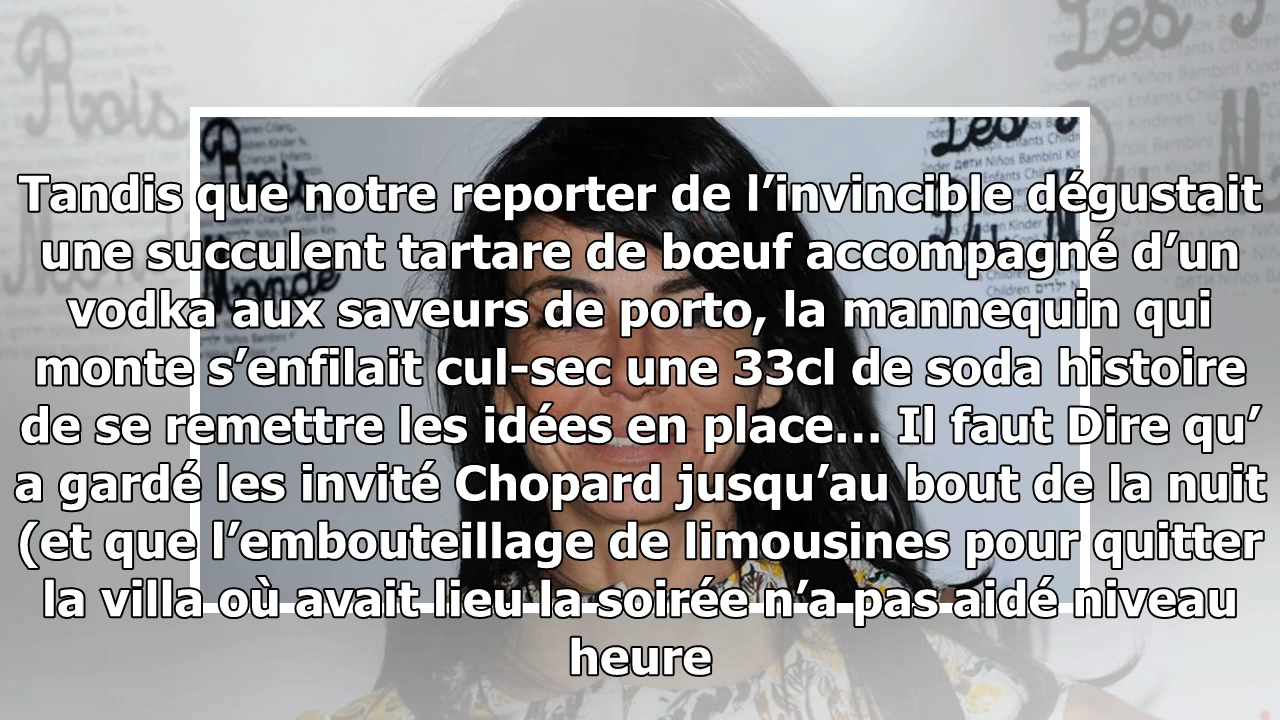 Tandis que notre reporter de l’invincible dégustait
une succulent tartare de bœuf accompagné d’un
vodka aux saveurs de porto, la mannequin qui
monte s’enfilait cul-sec une 33cl de soda histoire
de se remettre les idées en place... Il faut Dire qu’
a gardé les invité Chopard jusqu’au bout de la nuit
(et que l’embouteillage de limousines pour quitter
la villa où avait lieu la soirée n’a pas aidé niveau
heure
Rois
Monde
Les